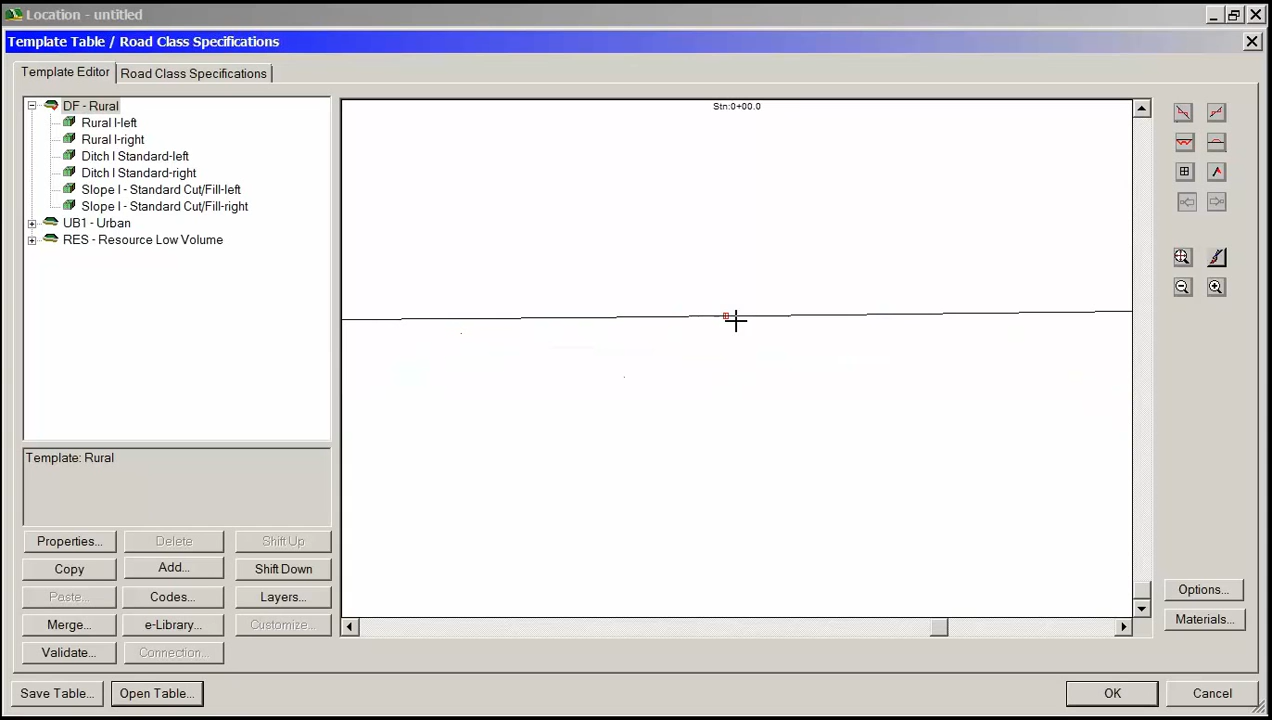 Location - untitled
Template Table / Road Class Specifications
Template Editor
Road Class Specifications
DF - Rural
Rural I-left
Rural I-right
Ditch I Standard-left
Ditch I Standard-right
Slope I - Standard Cut/Fill-left
Slope I - Standard Cut/Fill-right
UB1 - Urban
RES - Resource Low Volume
Stn:0+00.0
Template: Rural
Properties...
Delete
Shift Up
Copy
Add...
Shift Down
Paste...
Codes...
Layers...
Merge...
e-Library...
Customize...
Validate...
Connection...
Options...
Materials...
Save Table...
Open Table...
OK
Cancel